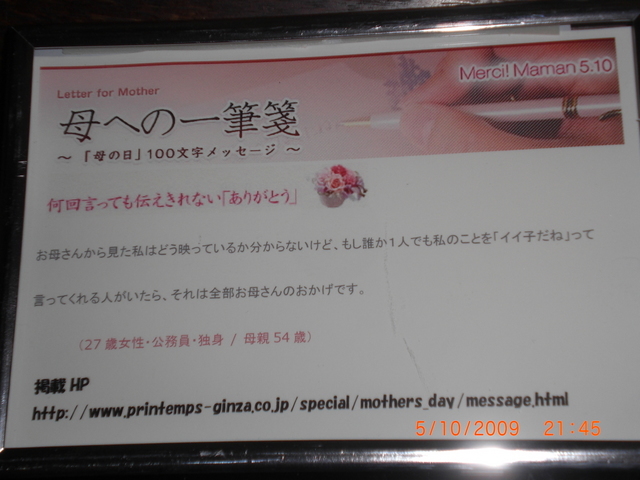 Merci! Maman 5.10
Letter for Mother
母への一筆箋
～「母の日」100文字メッセージ ～
何回言っても伝えきれない「ありがとう」
お母さんから見た私はどう映っているか分からないけど、もし誰か1人でも私のことを「イイ子だね」って
言ってくれる人がいたら、それは全部お母さんのおかげです。
（27歳女性・公務員・独身 / 母親54歳）
掲載HP
http://www.printemps-ginza.co.jp/special/mothers_day/message.html
5/10/2009 21:45